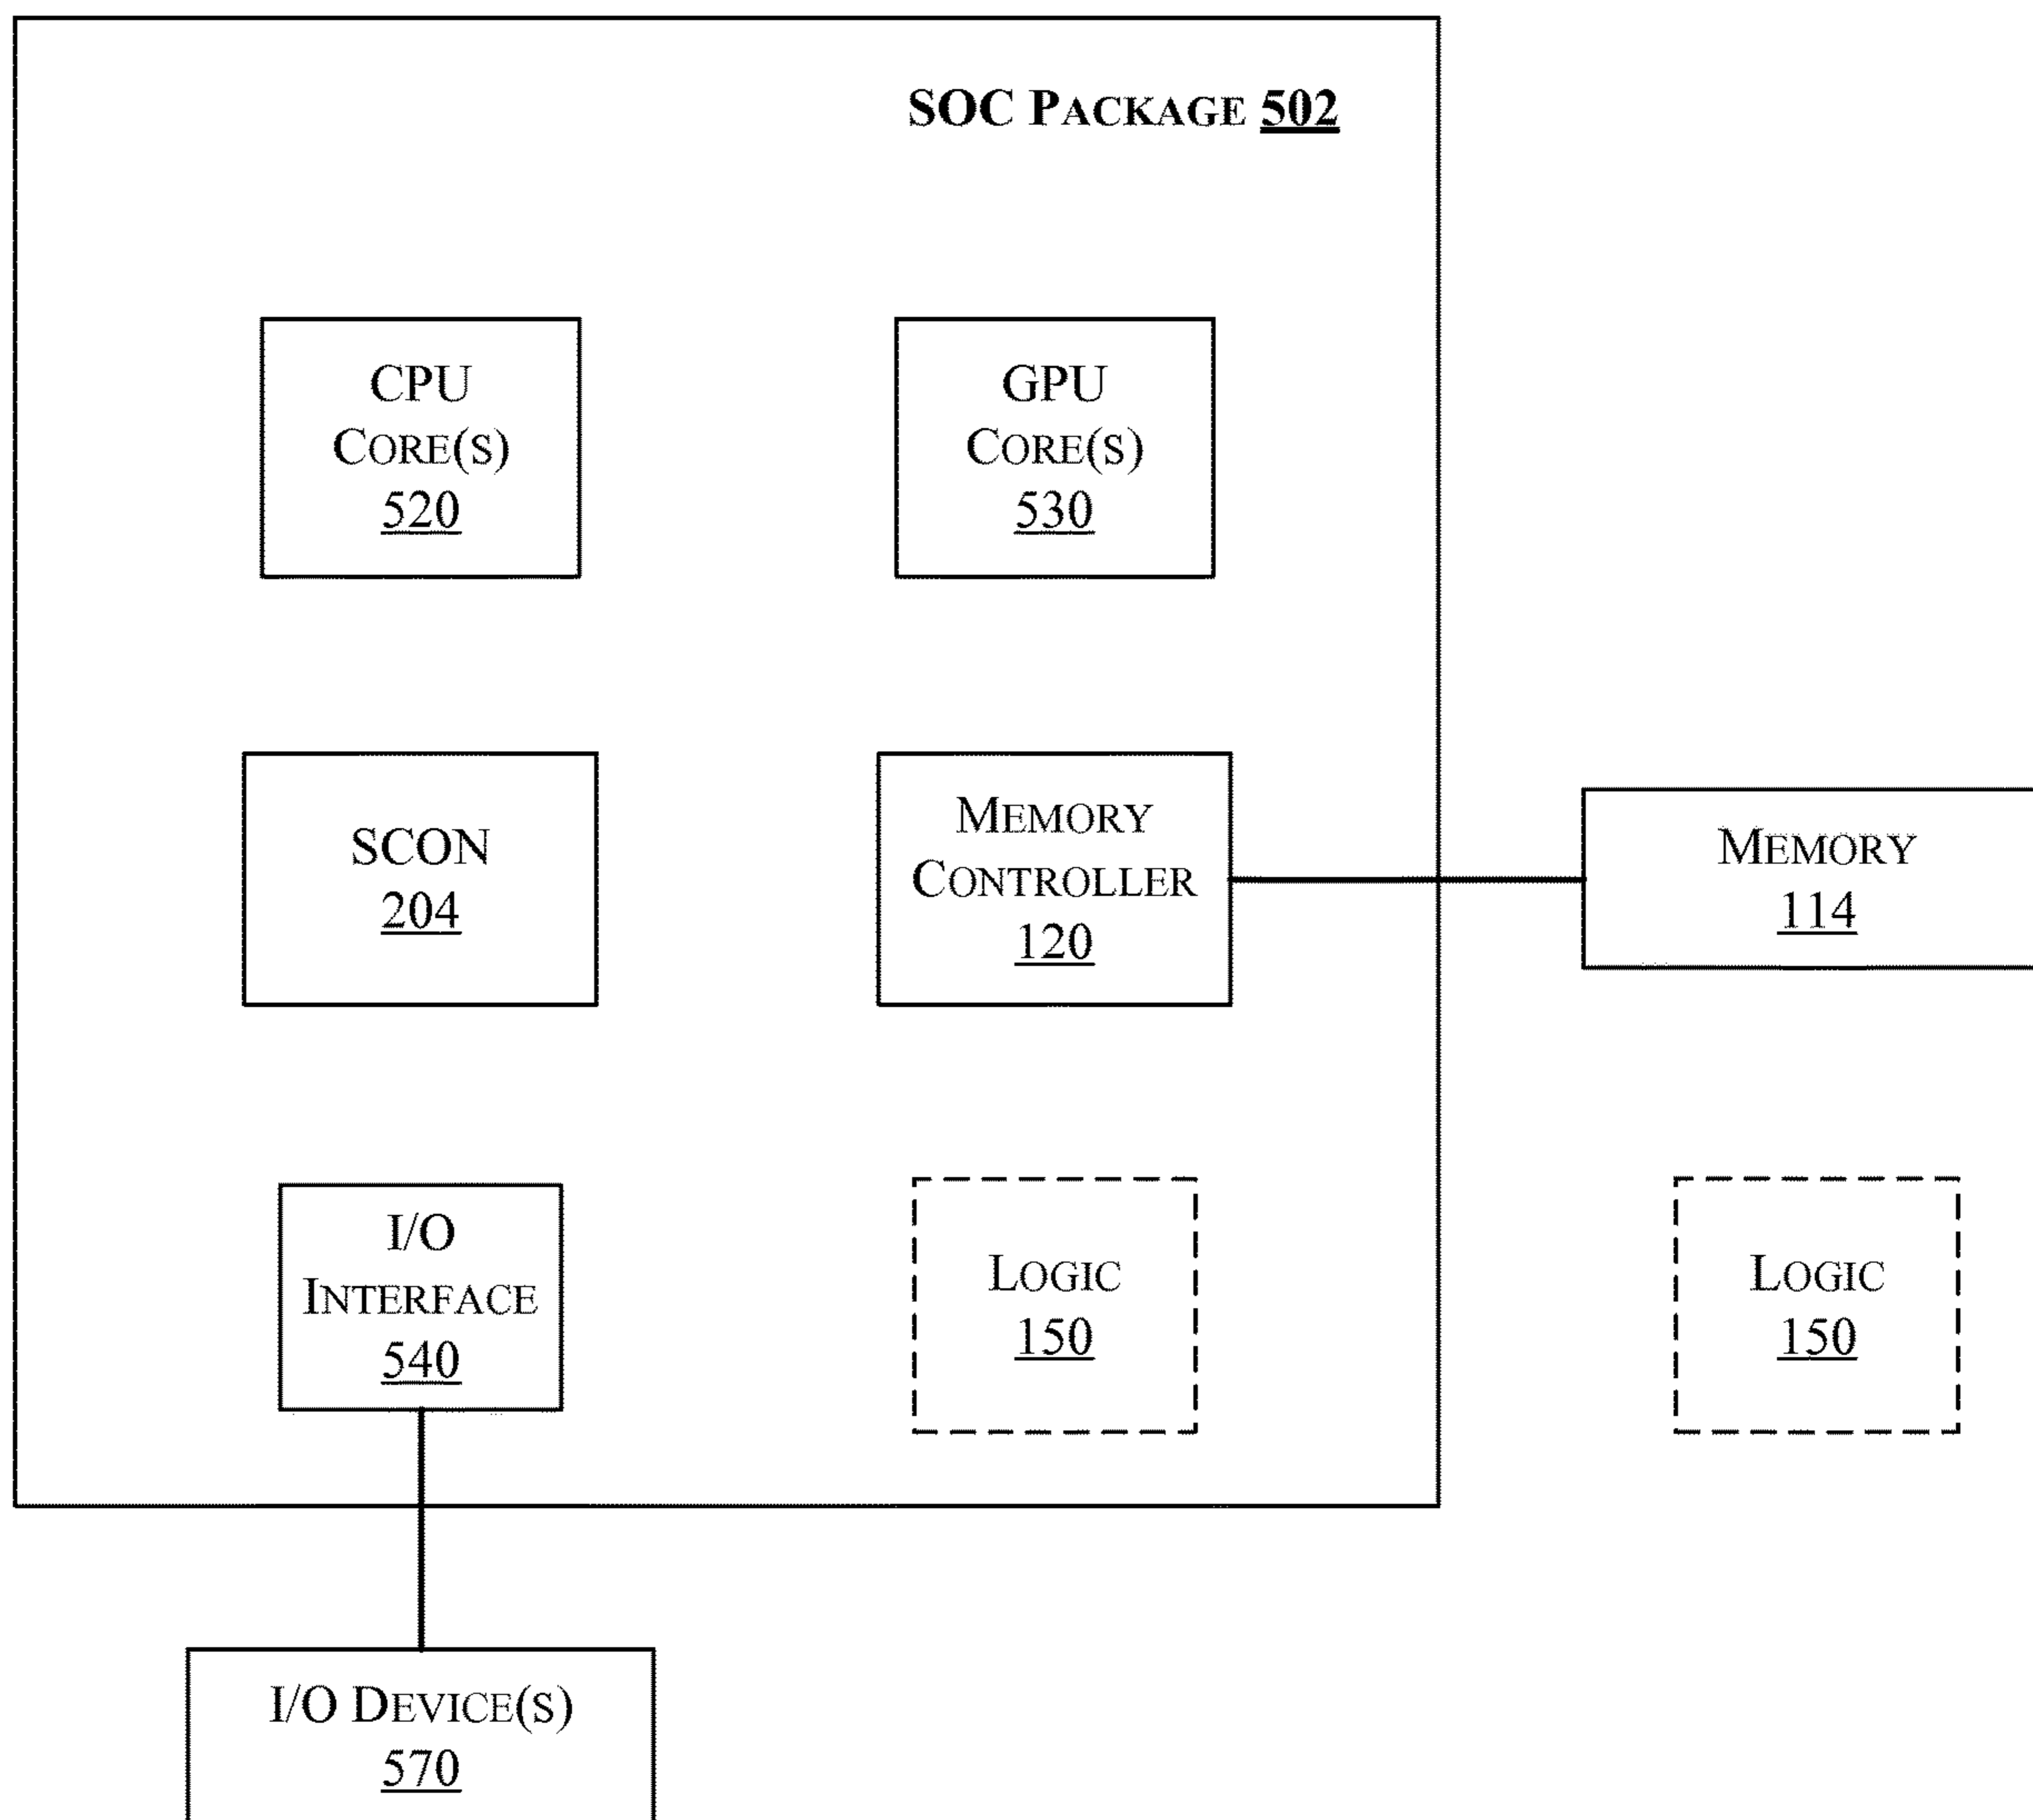 SOC PACKAGE 502
CPU
CORE(S)
520
GPU
CORE(S)
530
SCON
204
MEMORY
CONTROLLER
120
MEMORY
114
I/O
INTERFACE
540
LOGIC
150
LOGIC
150
I/O DEVICE(S)
570